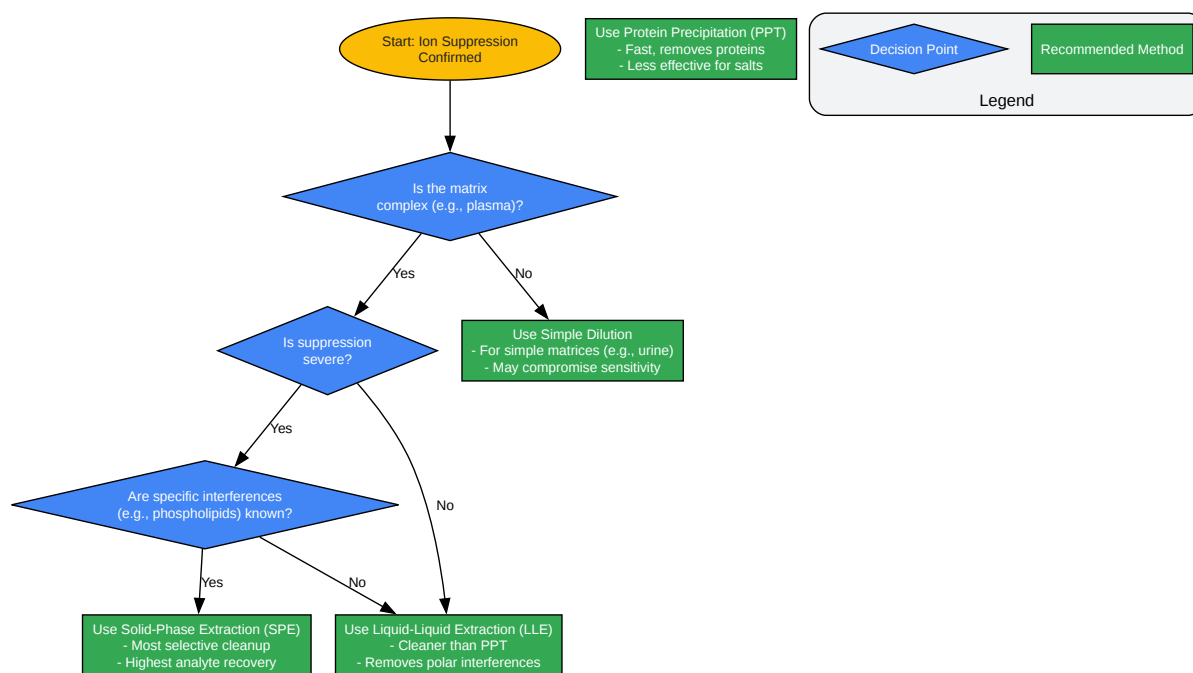 Start: Ion Suppression
Confirmed
Use Protein Precipitation (PPT)
- Fast, removes proteins
- Less effective for salts
Decision Point
Recommended Method
Legend
Is the matrix
complex (e.g., plasma)?
Yes
No
Is suppression
severe?
Use Simple Dilution
- For simple matrices (e.g., urine)
- May compromise sensitivity
Yes
No
Are specific interferences
(e.g., phospholipids) known?
Yes
No
Use Solid-Phase Extraction (SPE)
- Most selective cleanup
- Highest analyte recovery
Use Liquid-Liquid Extraction (LLE)
- Cleaner than PPT
- Removes polar interferences